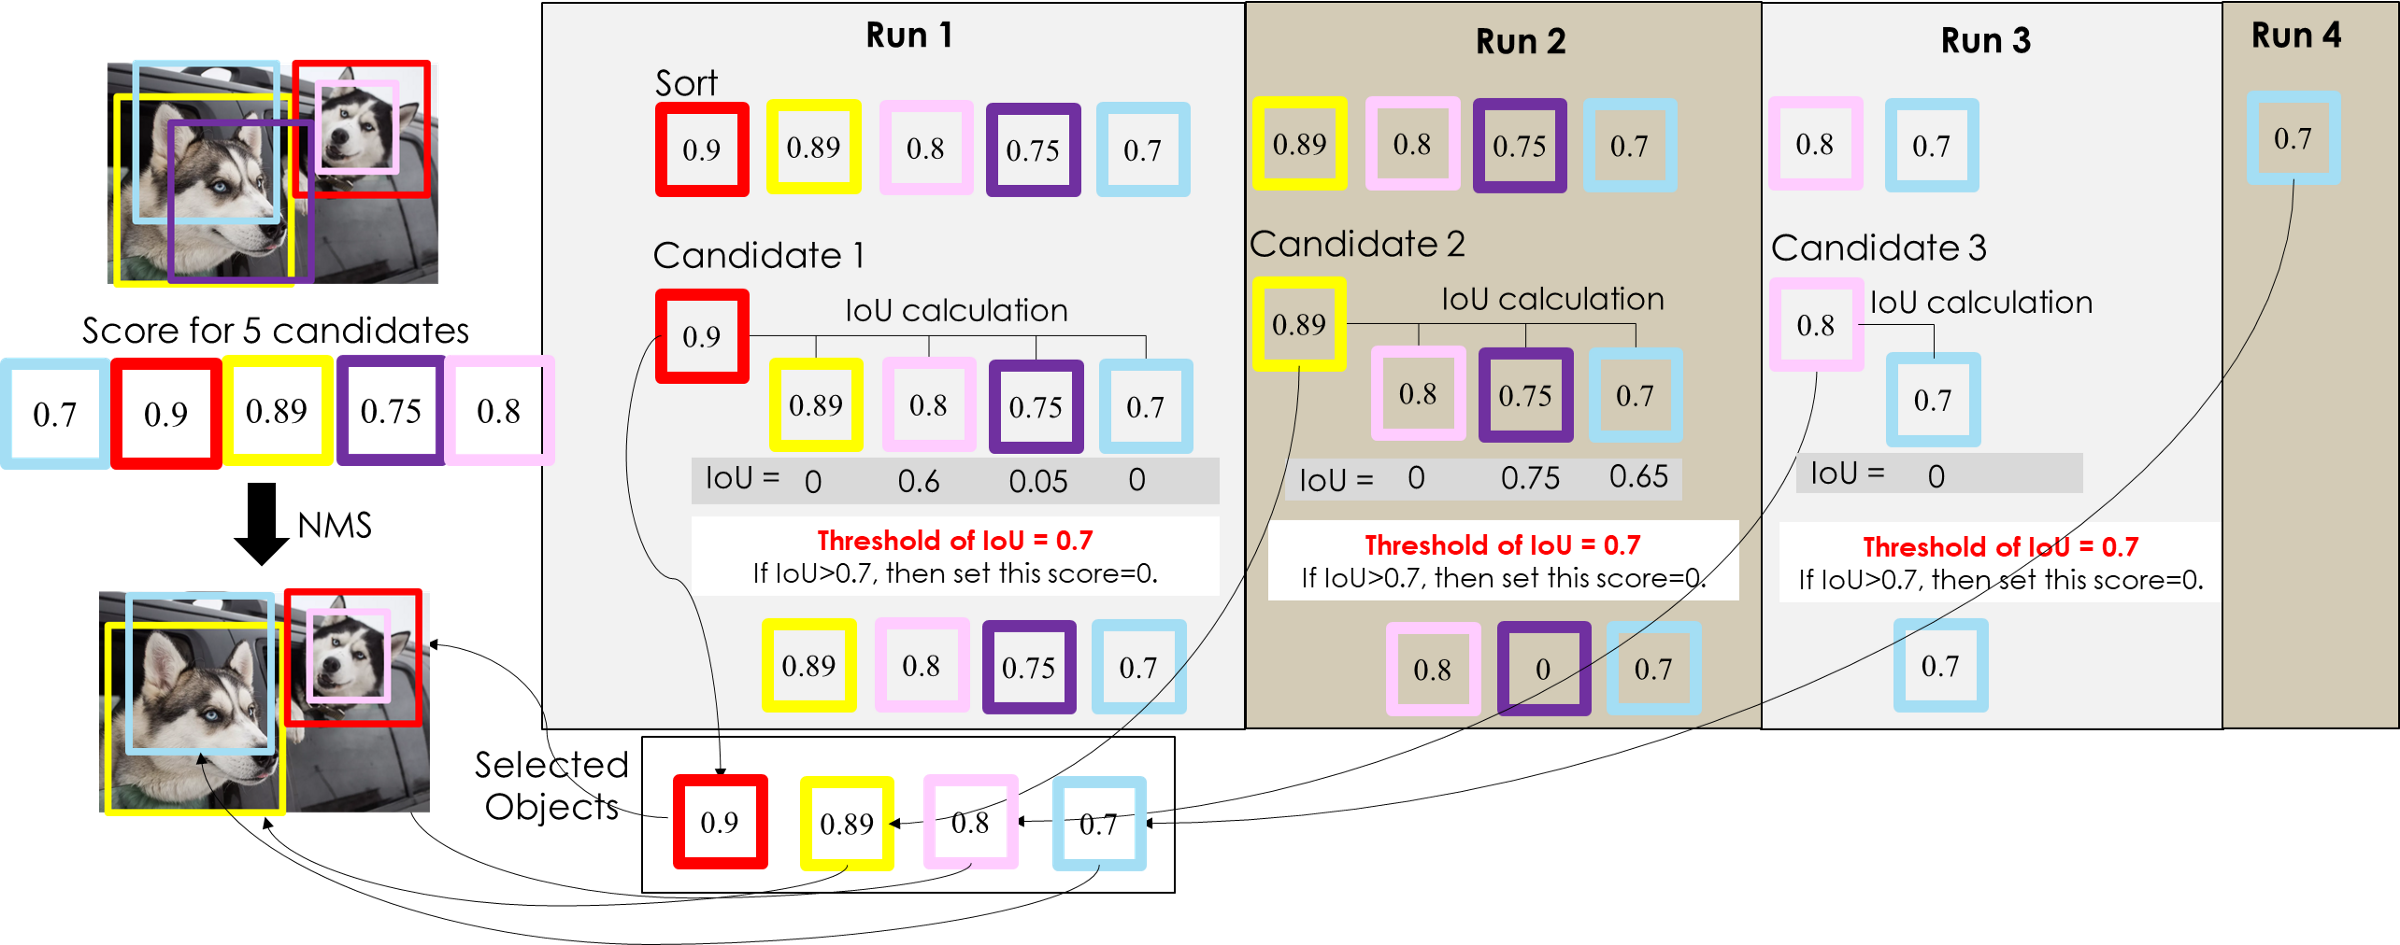 Score for 5 candidates
0.7 0.9 0.89 0.75 0.8
NMS
Run 1
Sort
0.9 0.89 0.8 0.75 0.7
Candidate 1
0.9
IoU calculation
0.89 0.8 0.75 0.7
IoU = 0 0.6 0.05 0
Threshold of IoU = 0.7
If IoU>0.7, then set this score=0.
0.89 0.8 0.75 0.7
Run 2
0.89 0.8 0.75 0.7
Candidate 2
0.89
IoU calculation
0.8 0.75 0.7
IoU = 0 0.75 0.65
Threshold of IoU = 0.7
If IoU>0.7, then set this score=0.
0.8 0 0.7
Run 3
0.8 0.7
Candidate 3
0.8
IoU calculation
0.7
IoU = 0
Threshold of IoU = 0.7
If IoU>0.7, then set this score=0.
0.7
Run 4
0.7
Selected
Objects
0.9 0.89 0.8 0.7